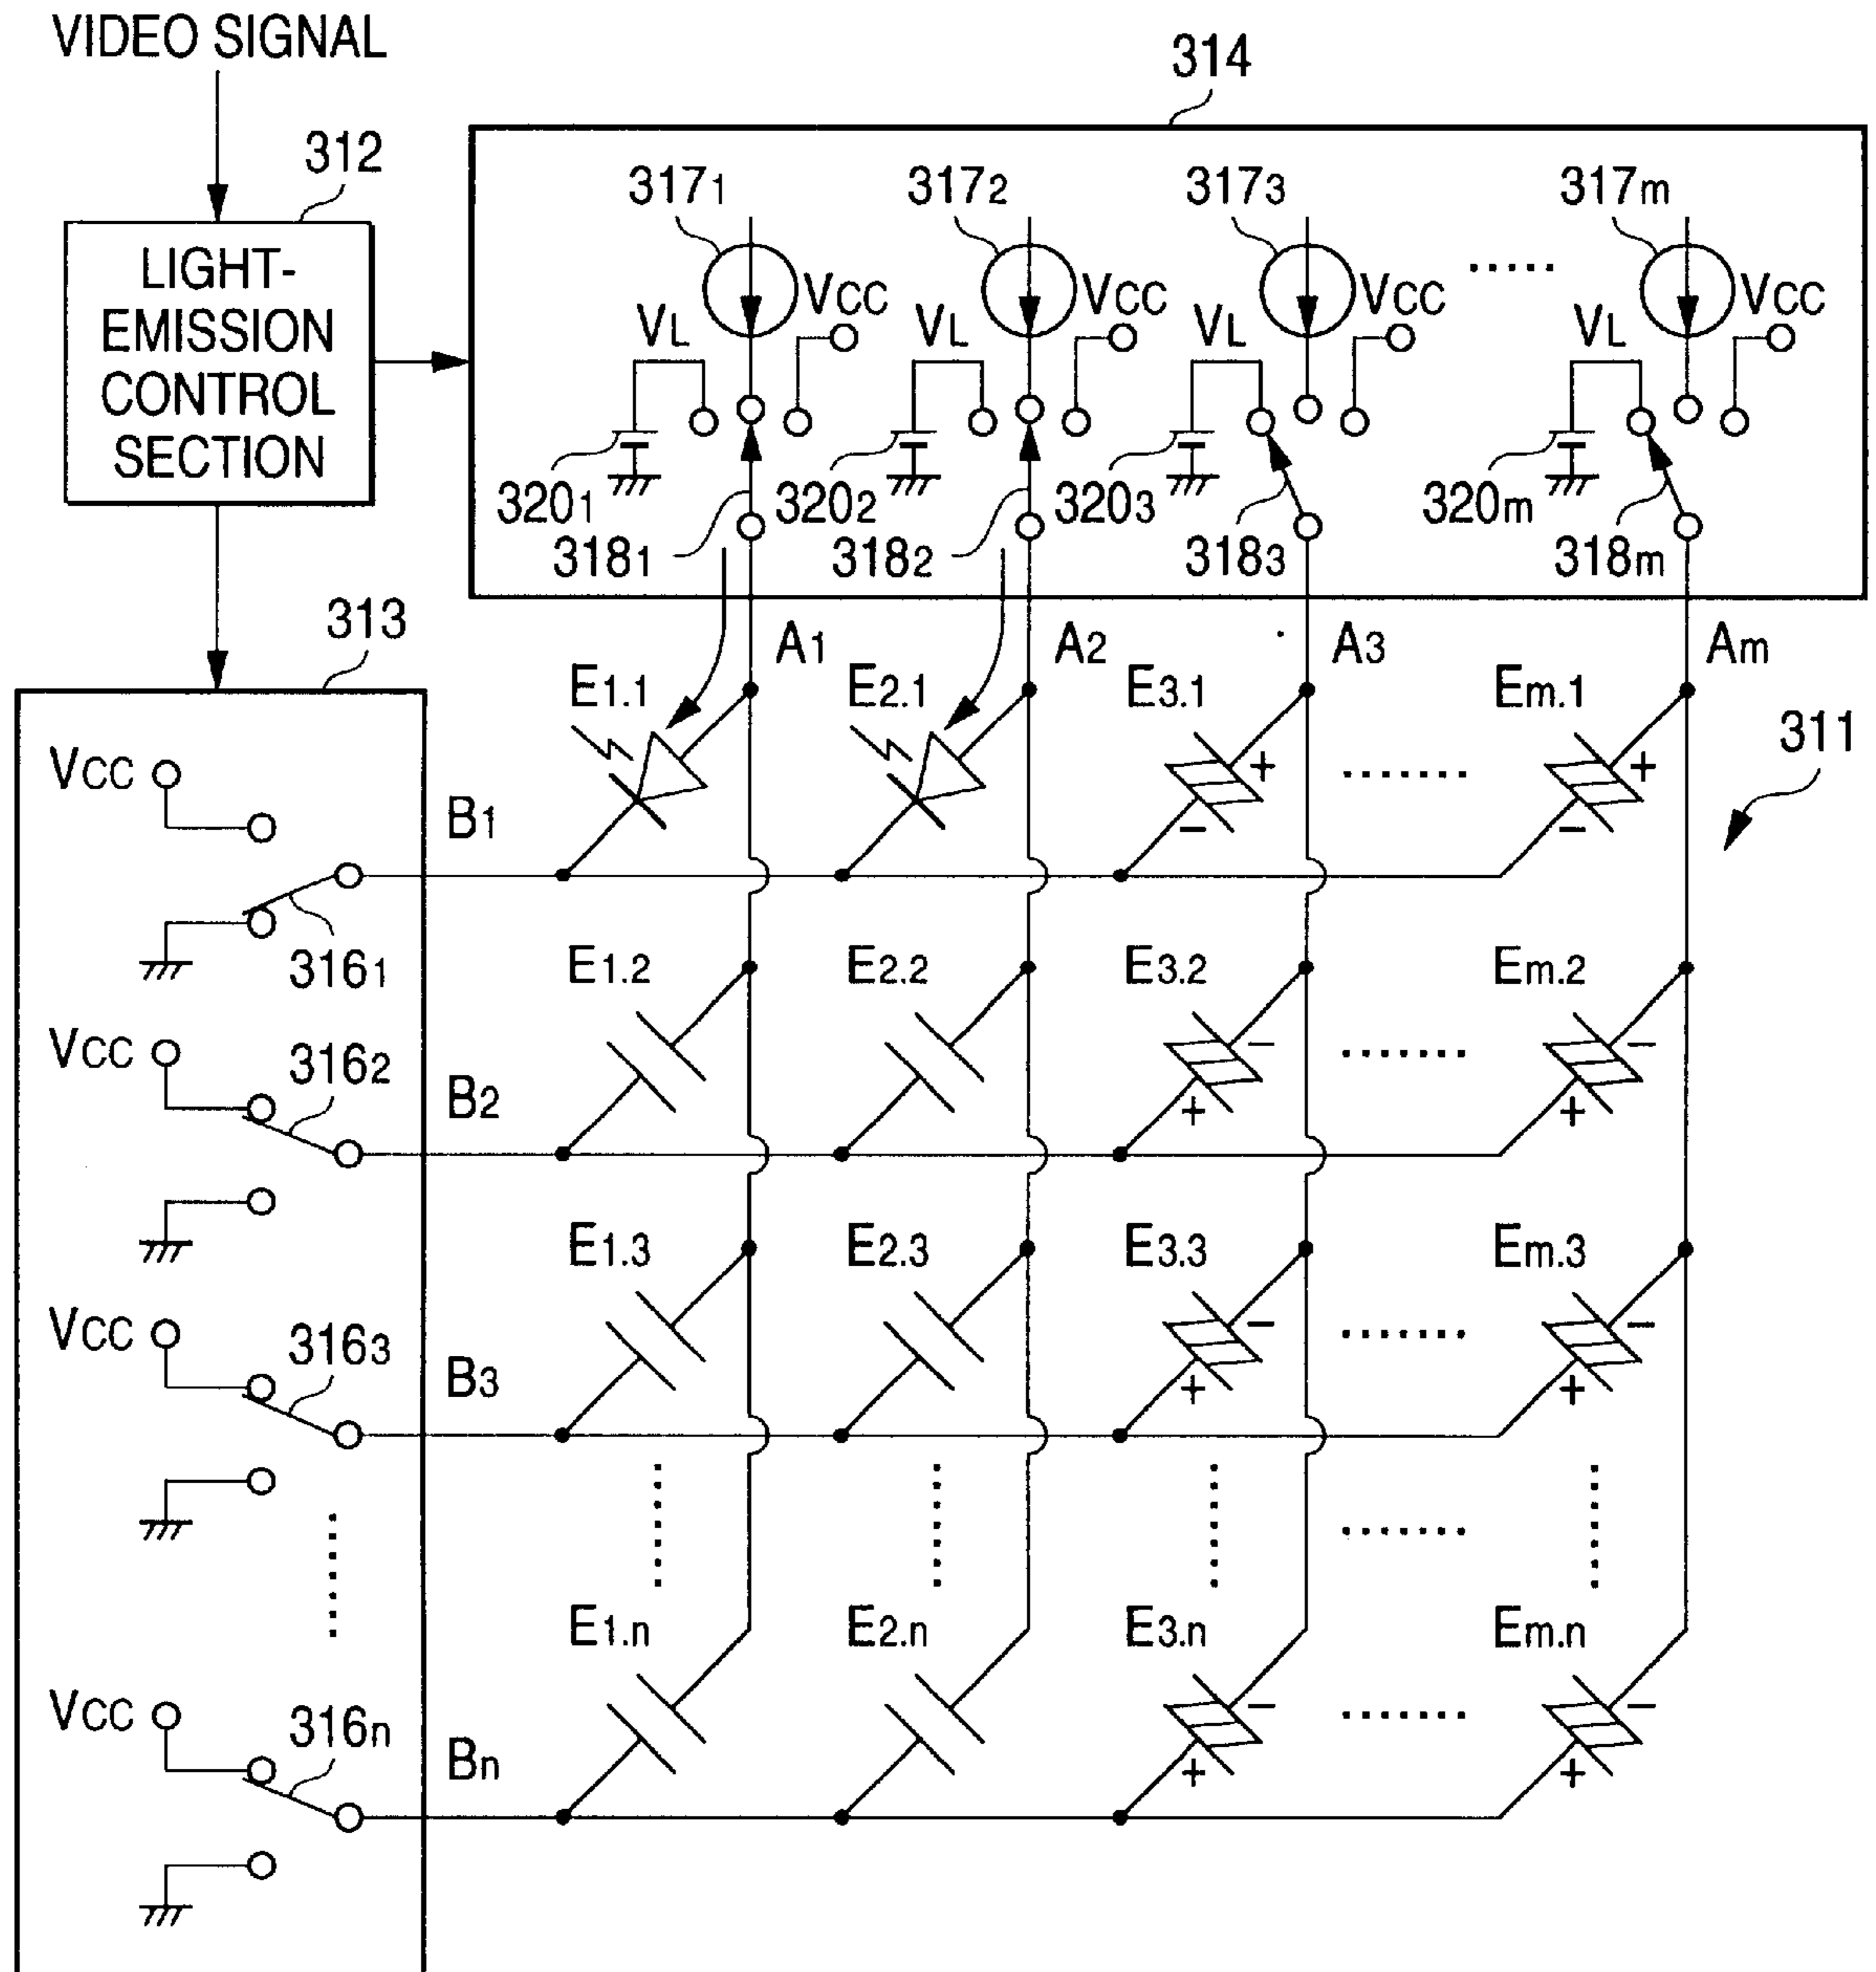 VIDEO SIGNAL
314
312
LIGHT-
EMISSION
CONTROL
SECTION
3171 3172 3173 ..... 317m
VCC VCC VCC VCC
VL VL VL VL
3201 3202 3203 320m
3181 3182 3183 318m
313
A1 A2 A3 Am
E1.1 E2.1 E3.1 Em.1
311
VCC
+ ....... +
B1
− −
3161
E1.2 E2.2 E3.2 Em.2
VCC
3162
− ....... −
B2
+ +
E1.3 E2.3 E3.3 Em.3
VCC
3163
− ....... −
B3
+ +
.......
E1.n E2.n E3.n Em.n
VCC
316n
− ....... −
Bn
+ +